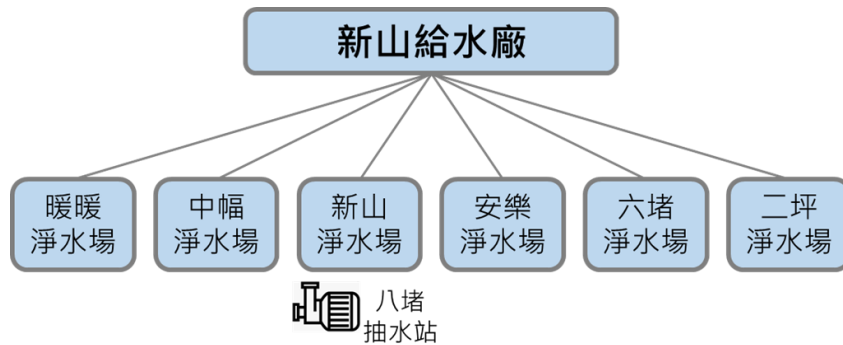 新山給水廠
暖暖
淨水場
中幅
淨水場
新山
淨水場
安樂
淨水場
六堵
淨水場
二坪
淨水場
八堵
抽水站